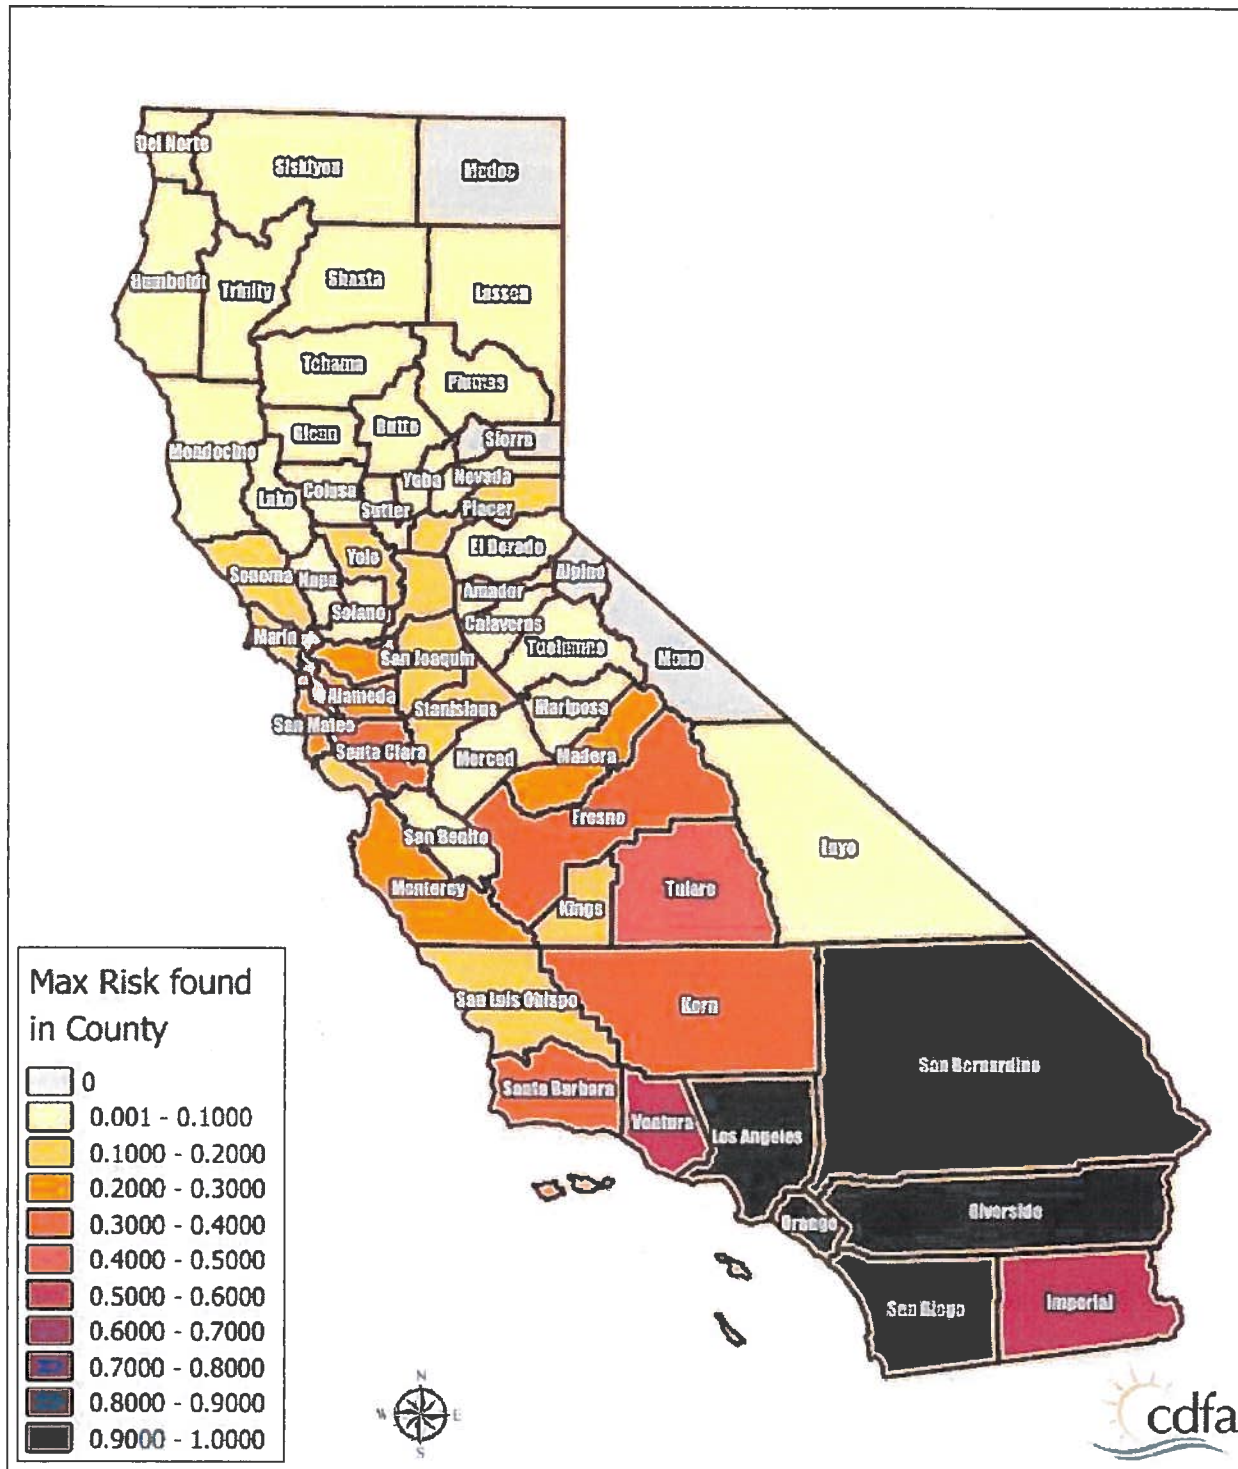 Del Norte
Siskiyou
Modoc
Humboldt
Trinity
Shasta
Lassen
Tehama
Plumas
Mendocino
Glenn
Butte
Sierra
Lake
Colusa
Sutter
Yuba
Nevada
Placer
Sonoma
Napa
Yolo
El Dorado
Alpine
Solano
Amador
Marin
Calaveras
San Joaquin
Tuolumne
Mono
Alameda
Stanislaus
Mariposa
San Mateo
Santa Clara
Merced
Madera
Fresno
San Benito
Inyo
Monterey
Kings
Tulare
San Luis Obispo
Kern
San Bernardino
Santa Barbara
Ventura
Los Angeles
Orange
Riverside
San Diego
Imperial
Max Risk found
in County
0
0.001 - 0.1000
0.1000 - 0.2000
0.2000 - 0.3000
0.3000 - 0.4000
0.4000 - 0.5000
0.5000 - 0.6000
0.6000 - 0.7000
0.7000 - 0.8000
0.8000 - 0.9000
0.9000 - 1.0000
N
W E
S
cdfa